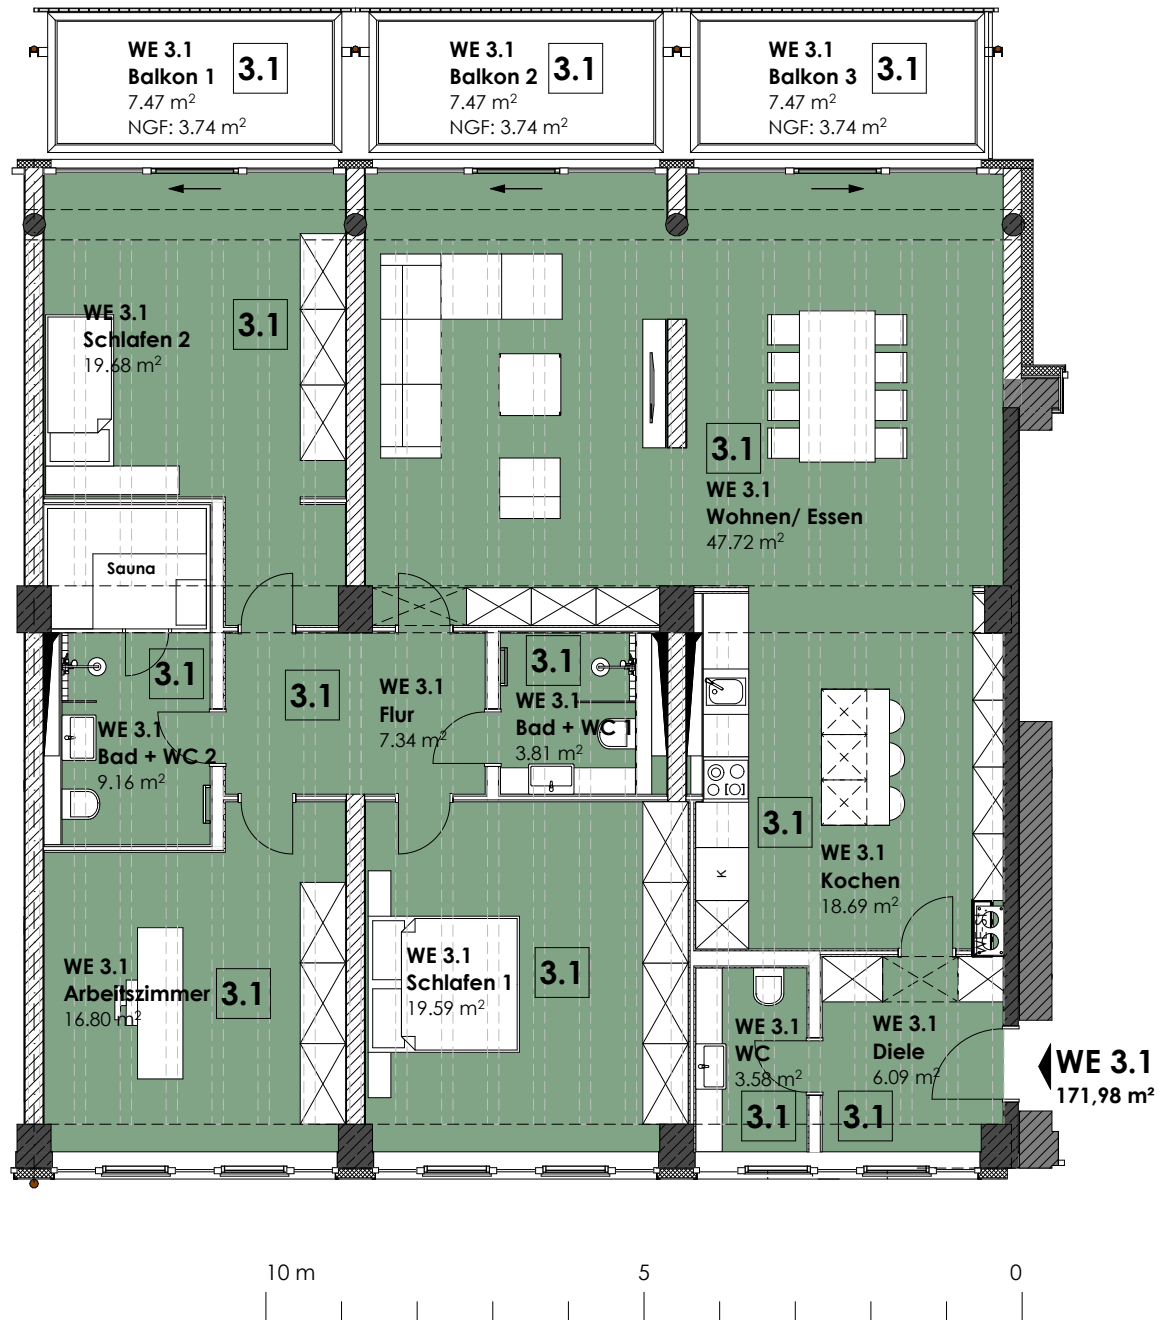 WE 3.1
Balkon 1
7.47 m²
NGF: 3.74 m²
3.1
WE 3.1
Balkon 2
7.47 m²
NGF: 3.74 m²
3.1
WE 3.1
Balkon 3
7.47 m²
NGF: 3.74 m²
3.1
WE 3.1
Schlafen 2
19.68 m²
3.1
3.1
WE 3.1
Wohnen/ Essen
47.72 m²
Sauna
3.1
WE 3.1
Bad + WC 2
9.16 m²
3.1
WE 3.1
Flur
7.34 m²
3.1
WE 3.1
Bad + WC 1
3.81 m²
3.1
WE 3.1
Kochen
18.69 m²
K
WE 3.1
Arbeitszimmer
16.80 m²
3.1
WE 3.1
Schlafen 1
19.59 m²
3.1
WE 3.1
WC
3.58 m²
3.1
WE 3.1
Diele
6.09 m²
3.1
WE 3.1
171,98 m²
10 m
5
0